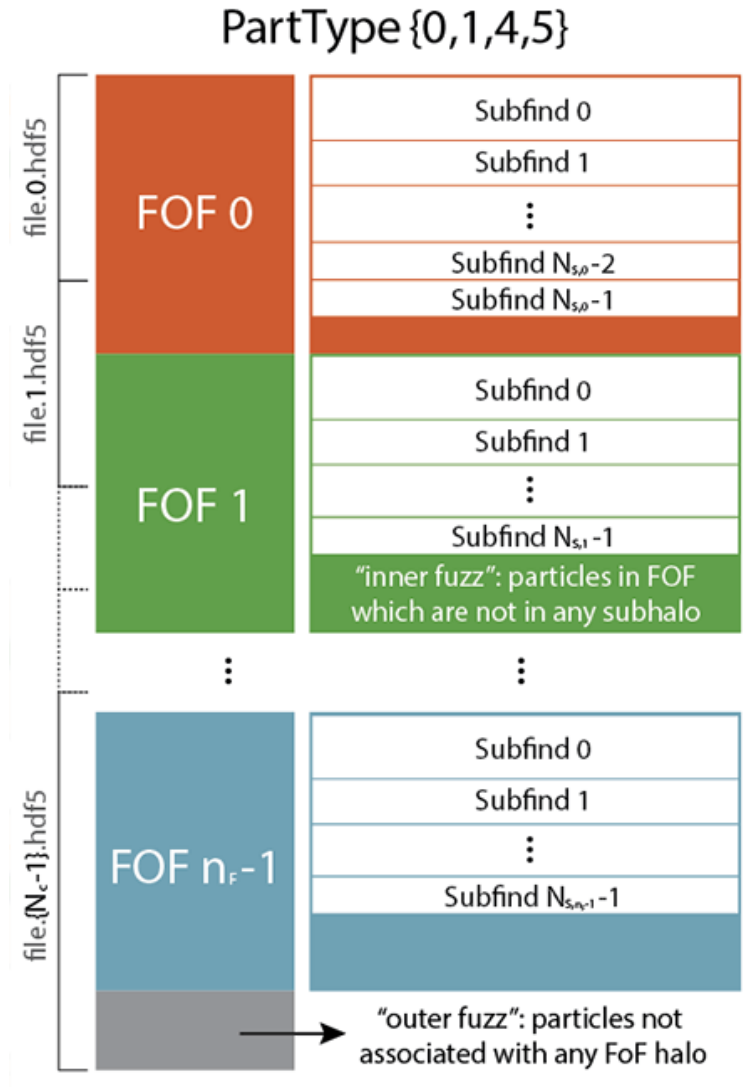 PartType {0,1,4,5}
file.0.hdf5
file.1.hdf5
file.{Nc-1}.hdf5
FOF 0
Subfind 0
Subfind 1
⋮
Subfind Ns,0-2
Subfind Ns,0-1
FOF 1
Subfind 0
Subfind 1
⋮
Subfind Ns,1-1
“inner fuzz”: particles in FOF
which are not in any subhalo
⋮
⋮
FOF nF-1
Subfind 0
Subfind 1
⋮
Subfind Ns,nF-1-1
“outer fuzz”: particles not
associated with any FoF halo